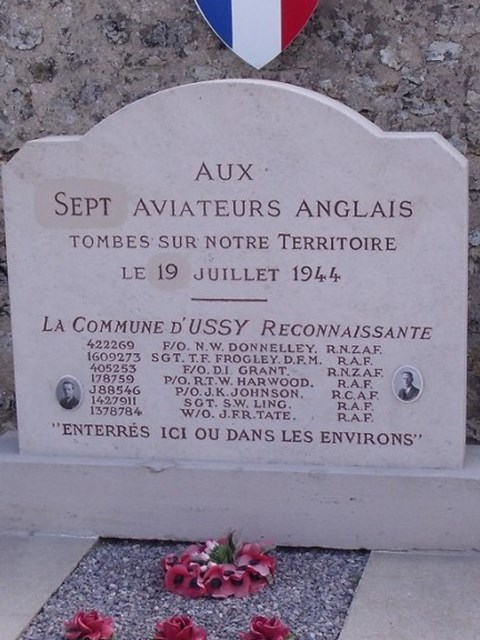 AUX
SEPT AVIATEURS ANGLAIS
TOMBES SUR NOTRE TERRITOIRE
LE 19 JUILLET 1944
LA COMMUNE D'USSY RECONNAISSANTE
422269 F/O. N.W. DONNELLEY. R.N.Z.A.F.
1609273 SGT. T.F. FROGLEY. D.F.M. R.A.F.
405253 F/O. D.I. GRANT. R.N.Z.A.F.
178759 P/O. R.T.W. HARWOOD. R.A.F.
J88546 P/O. J.K. JOHNSON. R.C.A.F.
1427911 SGT. S.W. LING. R.A.F.
1378784 W/O. J.F.R. TATE. R.A.F.
"ENTERRÉS ICI OU DANS LES ENVIRONS"